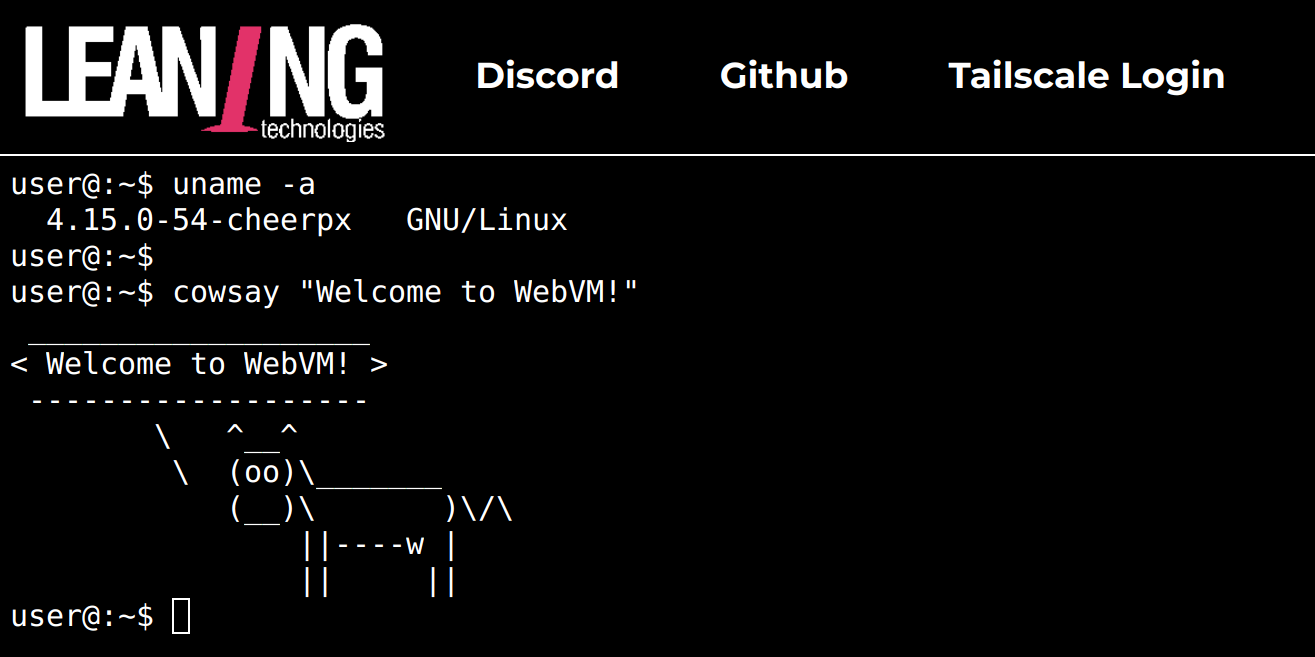 LEANING
technologies
Discord Github Tailscale Login
user@:~$ uname -a
  4.15.0-54-cheerpx   GNU/Linux
user@:~$
user@:~$ cowsay "Welcome to WebVM!"
 ___________________
< Welcome to WebVM! >
 -------------------
        \   ^__^
         \  (oo)\_______
            (__)\       )\/\
                ||----w |
                ||     ||
user@:~$